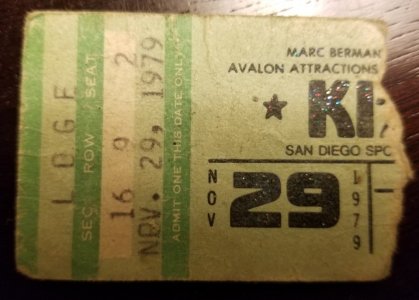 LOGE
SEC. ROW SEAT
16 9 2
NOV. 29, 1979
ADMIT ONE THIS DATE ONLY
MARC BERMAN
AVALON ATTRACTIONS
KI
SAN DIEGO SPO
NOV 29 1979